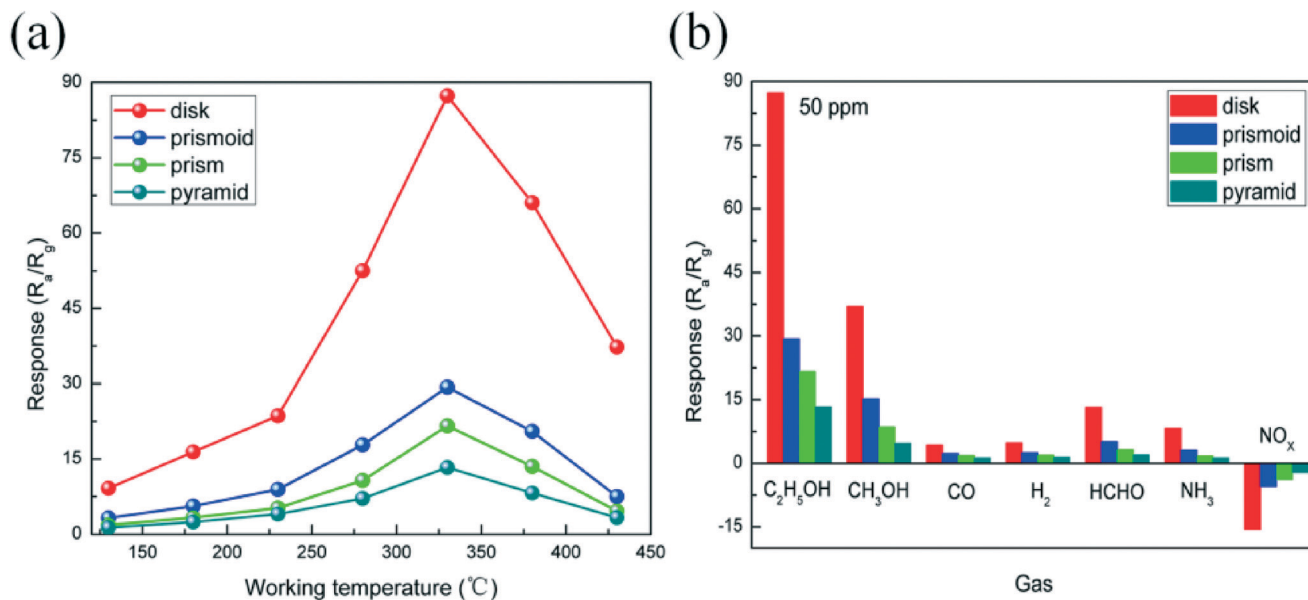 (a)
90
75
60
45
30
15
0
Response (Rₐ/R_g)
disk
prismoid
prism
pyramid
150 200 250 300 350 400 450
Working temperature (℃)
(b)
90
75
60
45
30
15
0
-15
Response (Rₐ/R_g)
50 ppm
disk
prismoid
prism
pyramid
C₂H₅OH CH₃OH CO H₂ HCHO NH₃ NOₓ
Gas